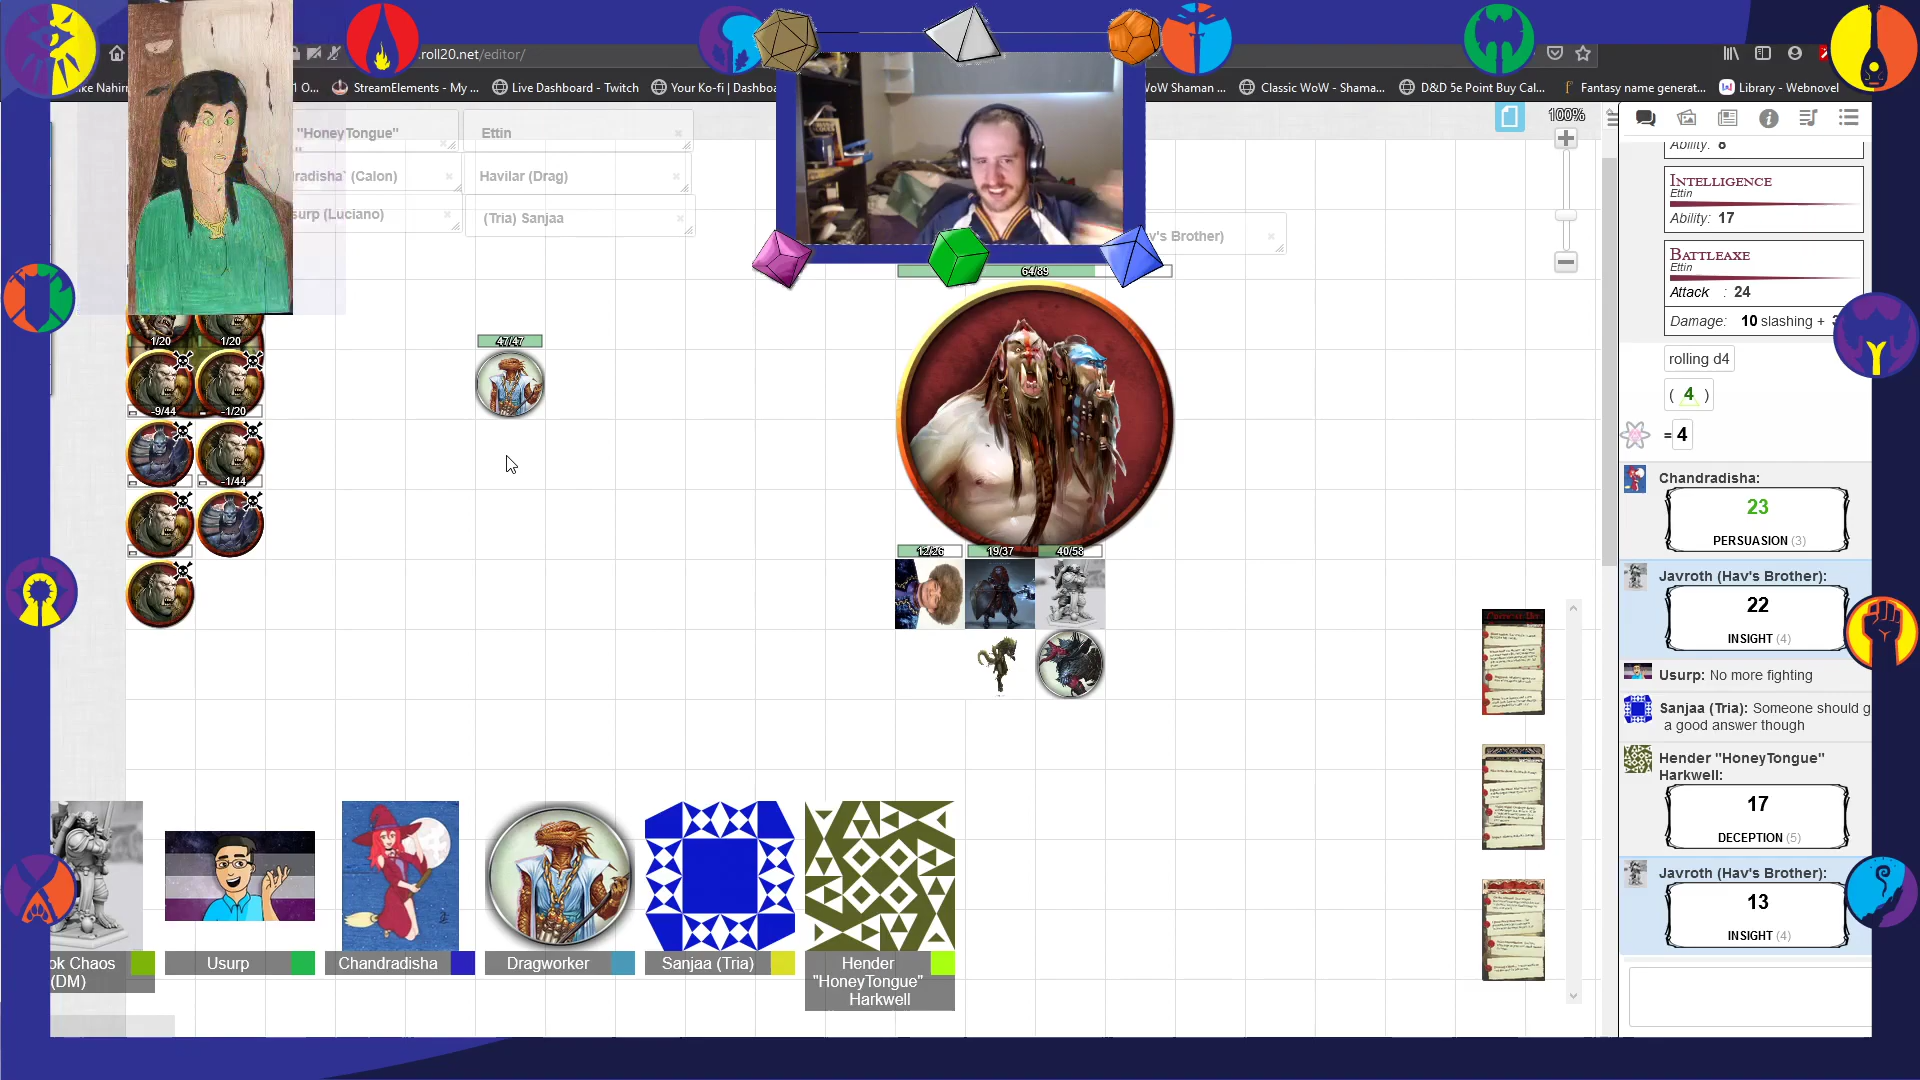 .roll20.net/editor/
ike Nahirn
1 O...
StreamElements - My ...
Live Dashboard - Twitch
Your Ko-fi | Dashboa
WoW Shaman ...
Classic WoW - Shama...
D&D 5e Point Buy Cal...
Fantasy name generat...
Library - Webnovel
"HoneyTongue"
Ettin
radisha` (Calon)
Havilar (Drag)
surp (Luciano)
(Tria) Sanjaa
v's Brother)
100%
64/89
1/20
1/20
47/47
-9/44
-1/20
-1/44
12/26
19/37
40/58
Ability: 8
INTELLIGENCE
Ettin
Ability: 17
BATTLEAXE
Ettin
Attack : 24
Damage: 10 slashing +
rolling d4
( 4 )
=4
Chandradisha:
23
PERSUASION (3)
Javroth (Hav's Brother):
22
INSIGHT (4)
Usurp: No more fighting
Sanjaa (Tria): Someone should g
a good answer though
Hender "HoneyTongue"
Harkwell:
17
DECEPTION (5)
Javroth (Hav's Brother):
13
INSIGHT (4)
ok Chaos
(DM)
Usurp
Chandradisha
Dragworker
Sanjaa (Tria)
Hender
"HoneyTongue"
Harkwell